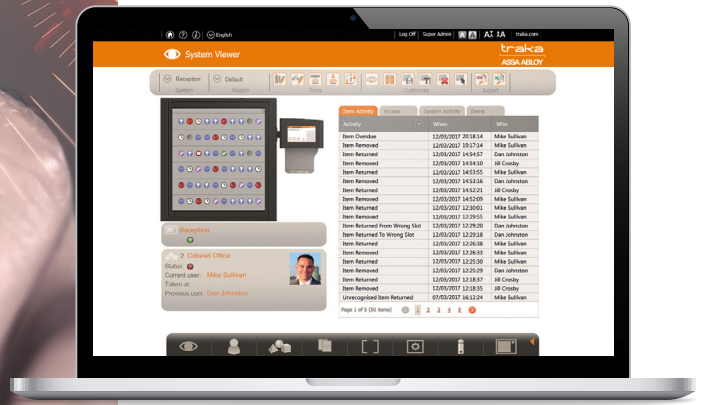 English
Log Off | Super Admin
A A
traka.com
System Viewer
traka
ASSA ABLOY
Reception
Default
System
Region
Tools
Customise
Export
Item Activity
Access
System Activity
Items
Activity When Who
Item Overdue 12/03/2017 20:18:14 Mike Sullivan
Item Removed 12/03/2017 19:17:14 Mike Sullivan
Item Returned 12/03/2017 14:54:57 Dan Johnston
Item Removed 12/03/2017 14:54:10 Jill Crosby
Item Returned 12/03/2017 14:53:55 Mike Sullivan
Item Removed 12/03/2017 14:53:16 Dan Johnston
Item Returned 12/03/2017 14:52:21 Jill Crosby
Item Removed 12/03/2017 14:52:09 Mike Sullivan
Item Returned 12/03/2017 12:30:01 Mike Sullivan
Item Removed 12/03/2017 12:29:55 Mike Sullivan
Item Returned From Wrong Slot 12/03/2017 12:29:20 Dan Johnston
Item Returned To Wrong Slot 12/03/2017 12:29:18 Dan Johnston
Item Returned 12/03/2017 12:26:38 Mike Sullivan
Item Removed 12/03/2017 12:26:33 Mike Sullivan
Item Returned 12/03/2017 12:25:30 Mike Sullivan
Item Removed 12/03/2017 12:25:29 Dan Johnston
Item Returned 12/03/2017 12:18:37 Jill Crosby
Item Removed 12/03/2017 12:18:35 Jill Crosby
Unrecognised Item Returned 07/03/2017 16:12:24 Mike Sullivan
Page 1 of 5 (50 items) 1 2 3 4 5
Reception
2 Cabinet Office
Status:
Current user: Mike Sullivan
Taken at
Previous user: Dan Johnston